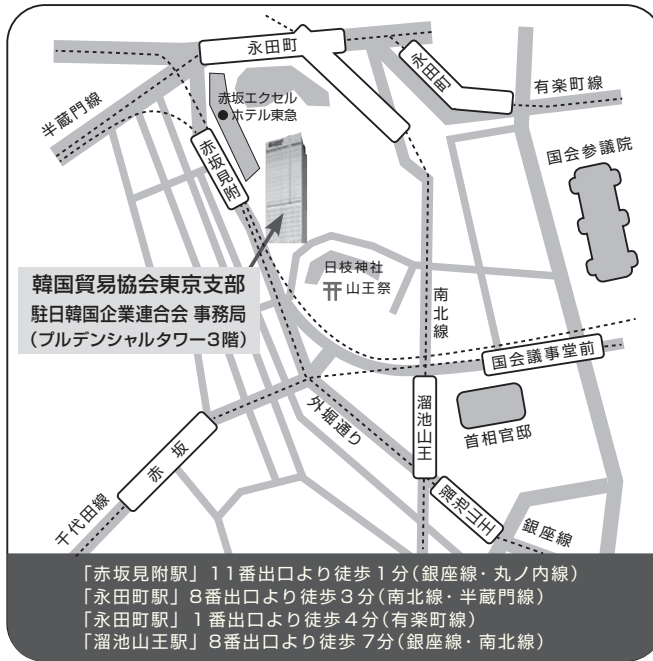 永田町
永田町
有楽町線
半蔵門線
赤坂エクセル
●ホテル東急
赤坂見附
国会参議院
韓国貿易協会東京支部
駐日韓国企業連合会 事務局
(プルデンシャルタワー3階)
日枝神社
山王祭
南北線
国会議事堂前
溜池山王
首相官邸
外堀通り
赤坂
千代田線
溜池山王
銀座線
「赤坂見附駅」11番出口より徒歩1分(銀座線・丸ノ内線)
「永田町駅」8番出口より徒歩3分(南北線・半蔵門線)
「永田町駅」1番出口より徒歩4分(有楽町線)
「溜池山王駅」8番出口より徒歩7分(銀座線・南北線)